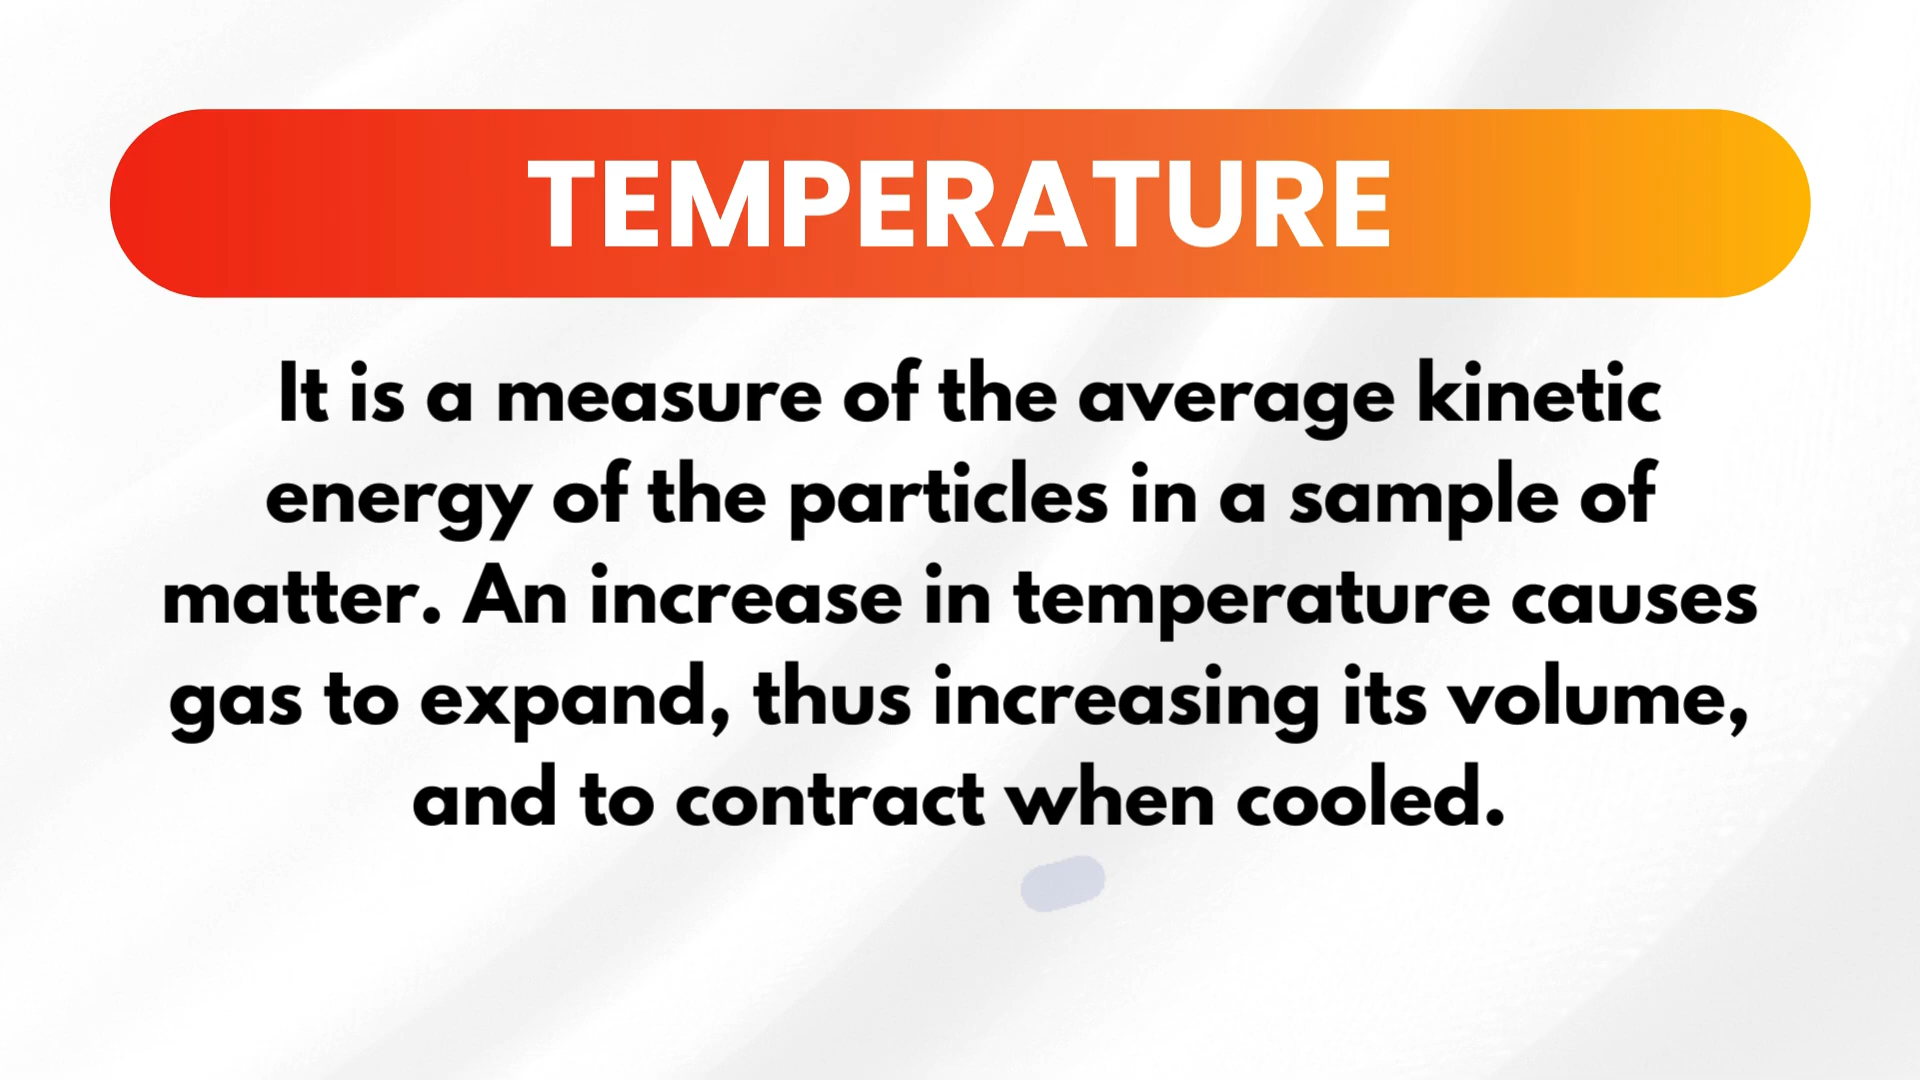 TEMPERATURE
It is a measure of the average kinetic
energy of the particles in a sample of
matter. An increase in temperature causes
gas to expand, thus increasing its volume,
and to contract when cooled.